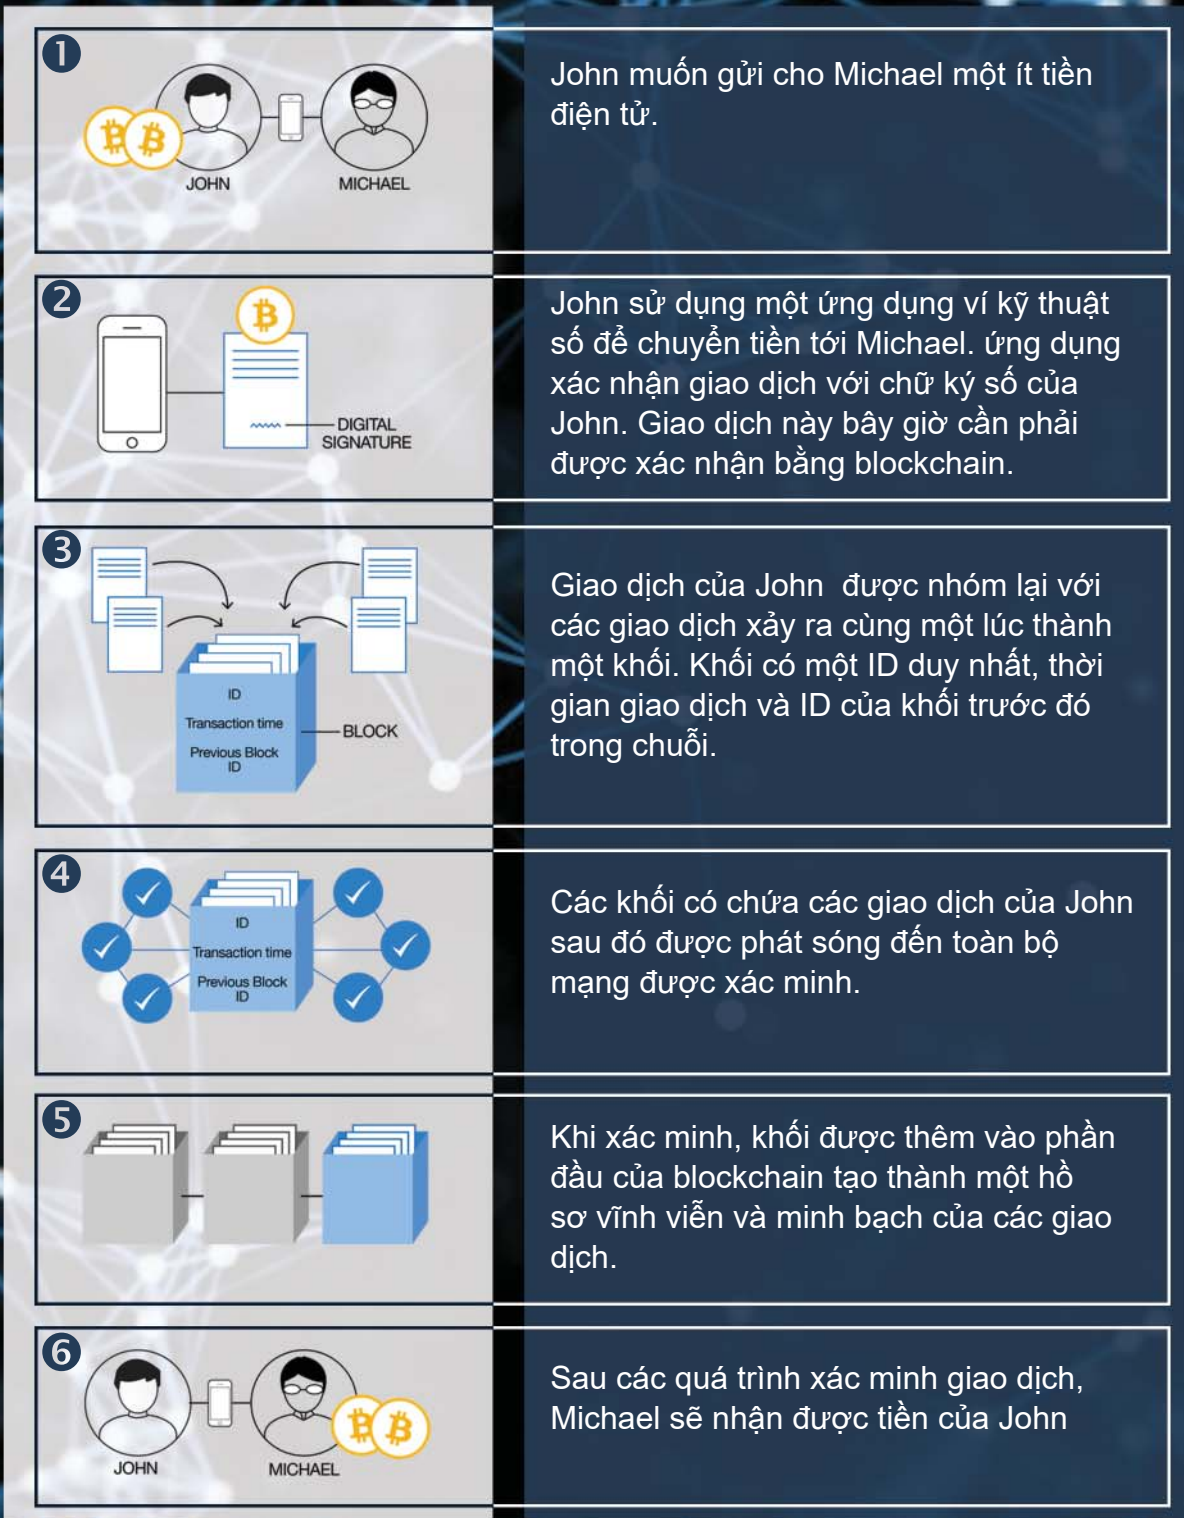 1
John muốn gửi cho Michael một ít tiền
điện tử.
JOHN
MICHAEL
2
John sử dụng một ứng dụng ví kỹ thuật
số để chuyển tiền tới Michael. ứng dụng
xác nhận giao dịch với chữ ký số của
John. Giao dịch này bây giờ cần phải
được xác nhận bằng blockchain.
DIGITAL
SIGNATURE
3
Giao dịch của John  được nhóm lại với
các giao dịch xảy ra cùng một lúc thành
một khối. Khối có một ID duy nhất, thời
gian giao dịch và ID của khối trước đó
trong chuỗi.
ID
Transaction time
Previous Block
ID
BLOCK
4
Các khối có chứa các giao dịch của John
sau đó được phát sóng đến toàn bộ
mạng được xác minh.
ID
Transaction time
Previous Block
ID
5
Khi xác minh, khối được thêm vào phần
đầu của blockchain tạo thành một hồ
sơ vĩnh viễn và minh bạch của các giao
dịch.
6
Sau các quá trình xác minh giao dịch,
Michael sẽ nhận được tiền của John
JOHN
MICHAEL